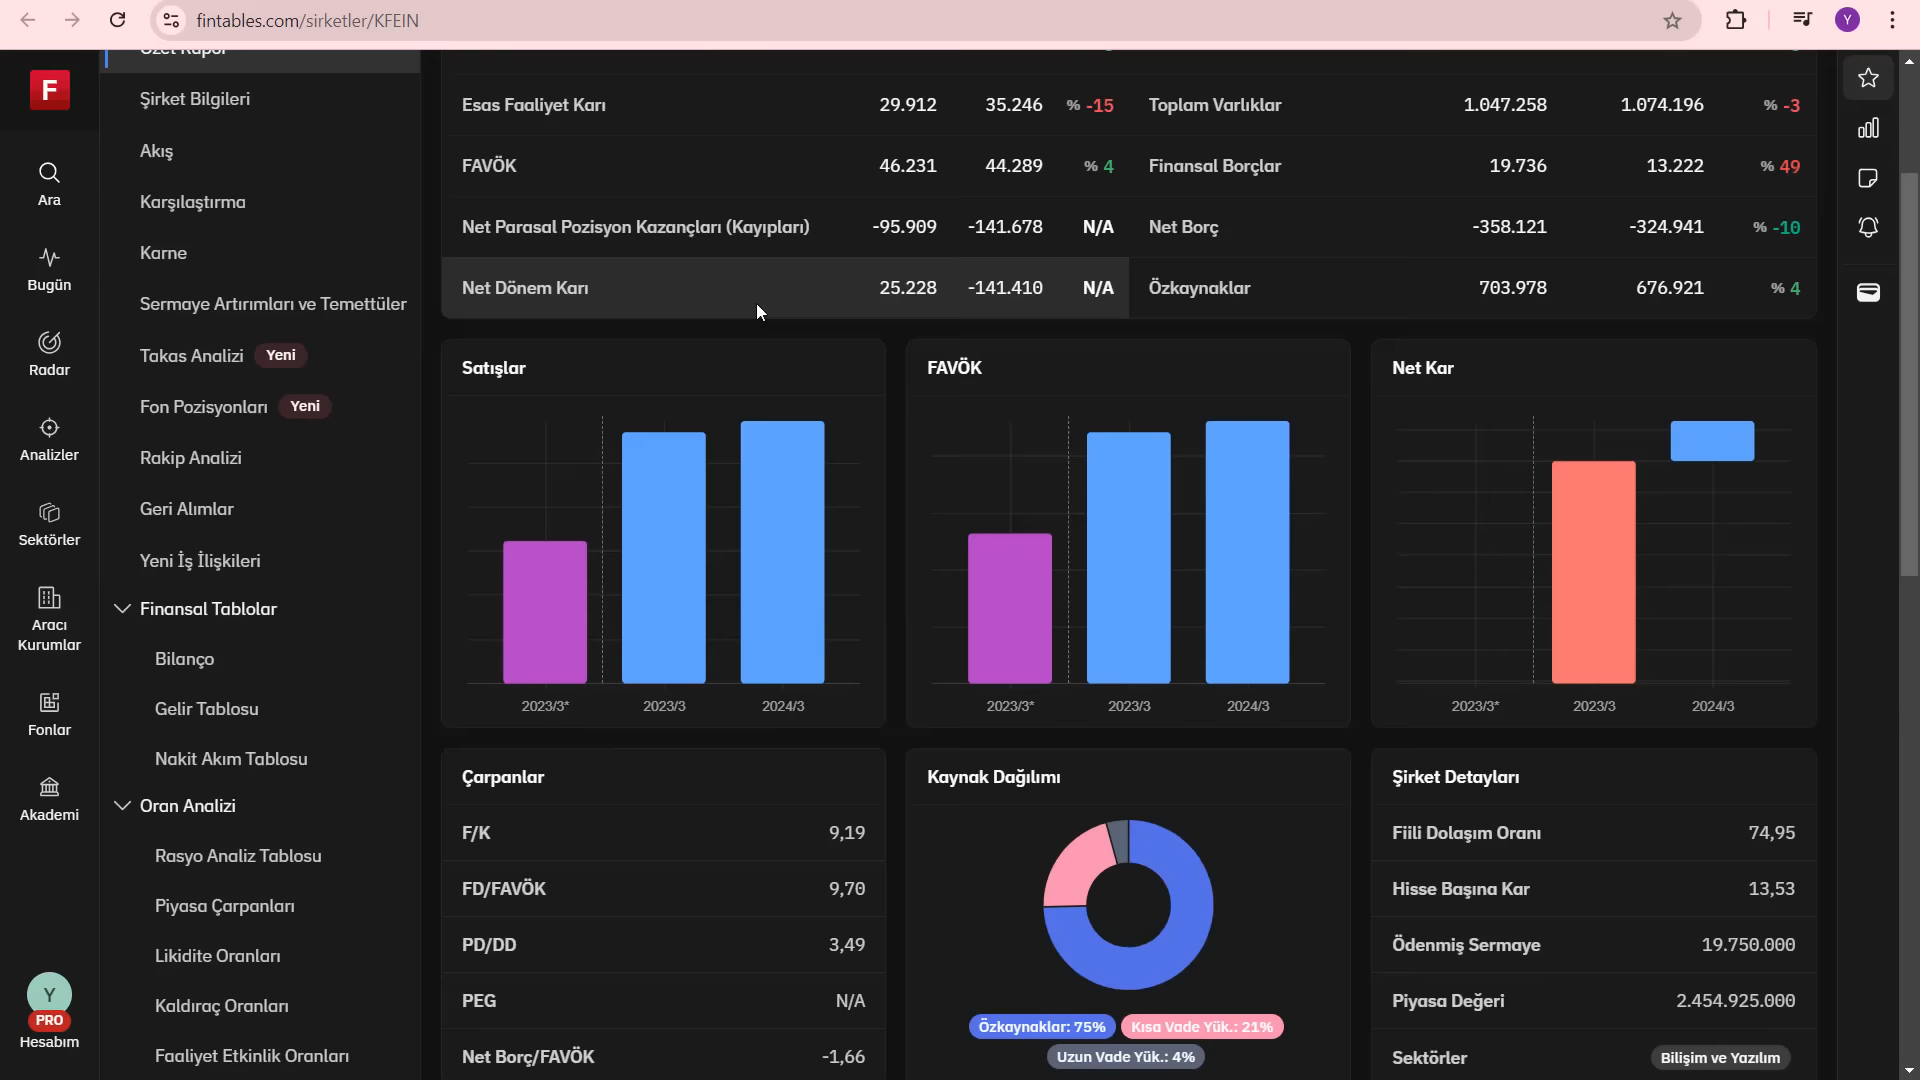 fintables.com/sirketler/KFEIN
Y
F
Ara
Bugün
Radar
Analizler
Sektörler
Aracı
Kurumlar
Fonlar
Akademi
Y
PRO
Hesabım
Özet Rapor
Şirket Bilgileri
Akış
Karşılaştırma
Karne
Sermaye Artırımları ve Temettüler
Takas Analizi Yeni
Fon Pozisyonları Yeni
Rakip Analizi
Geri Alımlar
Yeni İş İlişkileri
Finansal Tablolar
Bilanço
Gelir Tablosu
Nakit Akım Tablosu
Oran Analizi
Rasyo Analiz Tablosu
Piyasa Çarpanları
Likidite Oranları
Kaldıraç Oranları
Faaliyet Etkinlik Oranları
Esas Faaliyet Karı 29.912 35.246 % -15
FAVÖK 46.231 44.289 % 4
Net Parasal Pozisyon Kazançları (Kayıpları) -95.909 -141.678 N/A
Net Dönem Karı 25.228 -141.410 N/A
Toplam Varlıklar 1.047.258 1.074.196 % -3
Finansal Borçlar 19.736 13.222 % 49
Net Borç -358.121 -324.941 % -10
Özkaynaklar 703.978 676.921 % 4
Satışlar
2023/3* 2023/3 2024/3
FAVÖK
2023/3* 2023/3 2024/3
Net Kar
2023/3* 2023/3 2024/3
Çarpanlar
F/K 9,19
FD/FAVÖK 9,70
PD/DD 3,49
PEG N/A
Net Borç/FAVÖK -1,66
Kaynak Dağılımı
Özkaynaklar: 75% Kısa Vade Yük.: 21%
Uzun Vade Yük.: 4%
Şirket Detayları
Fiili Dolaşım Oranı 74,95
Hisse Başına Kar 13,53
Ödenmiş Sermaye 19.750.000
Piyasa Değeri 2.454.925.000
Sektörler Bilişim ve Yazılım